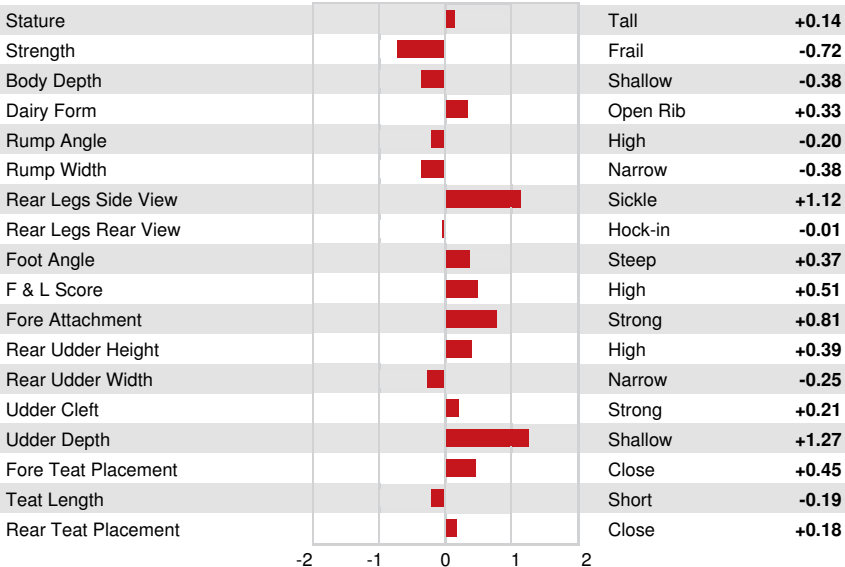 Stature Tall +0.14
Strength Frail -0.72
Body Depth Shallow -0.38
Dairy Form Open Rib +0.33
Rump Angle High -0.20
Rump Width Narrow -0.38
Rear Legs Side View Sickle +1.12
Rear Legs Rear View Hock-in -0.01
Foot Angle Steep +0.37
F & L Score High +0.51
Fore Attachment Strong +0.81
Rear Udder Height High +0.39
Rear Udder Width Narrow -0.25
Udder Cleft Strong +0.21
Udder Depth Shallow +1.27
Fore Teat Placement Close +0.45
Teat Length Short -0.19
Rear Teat Placement Close +0.18
-2 -1 0 1 2